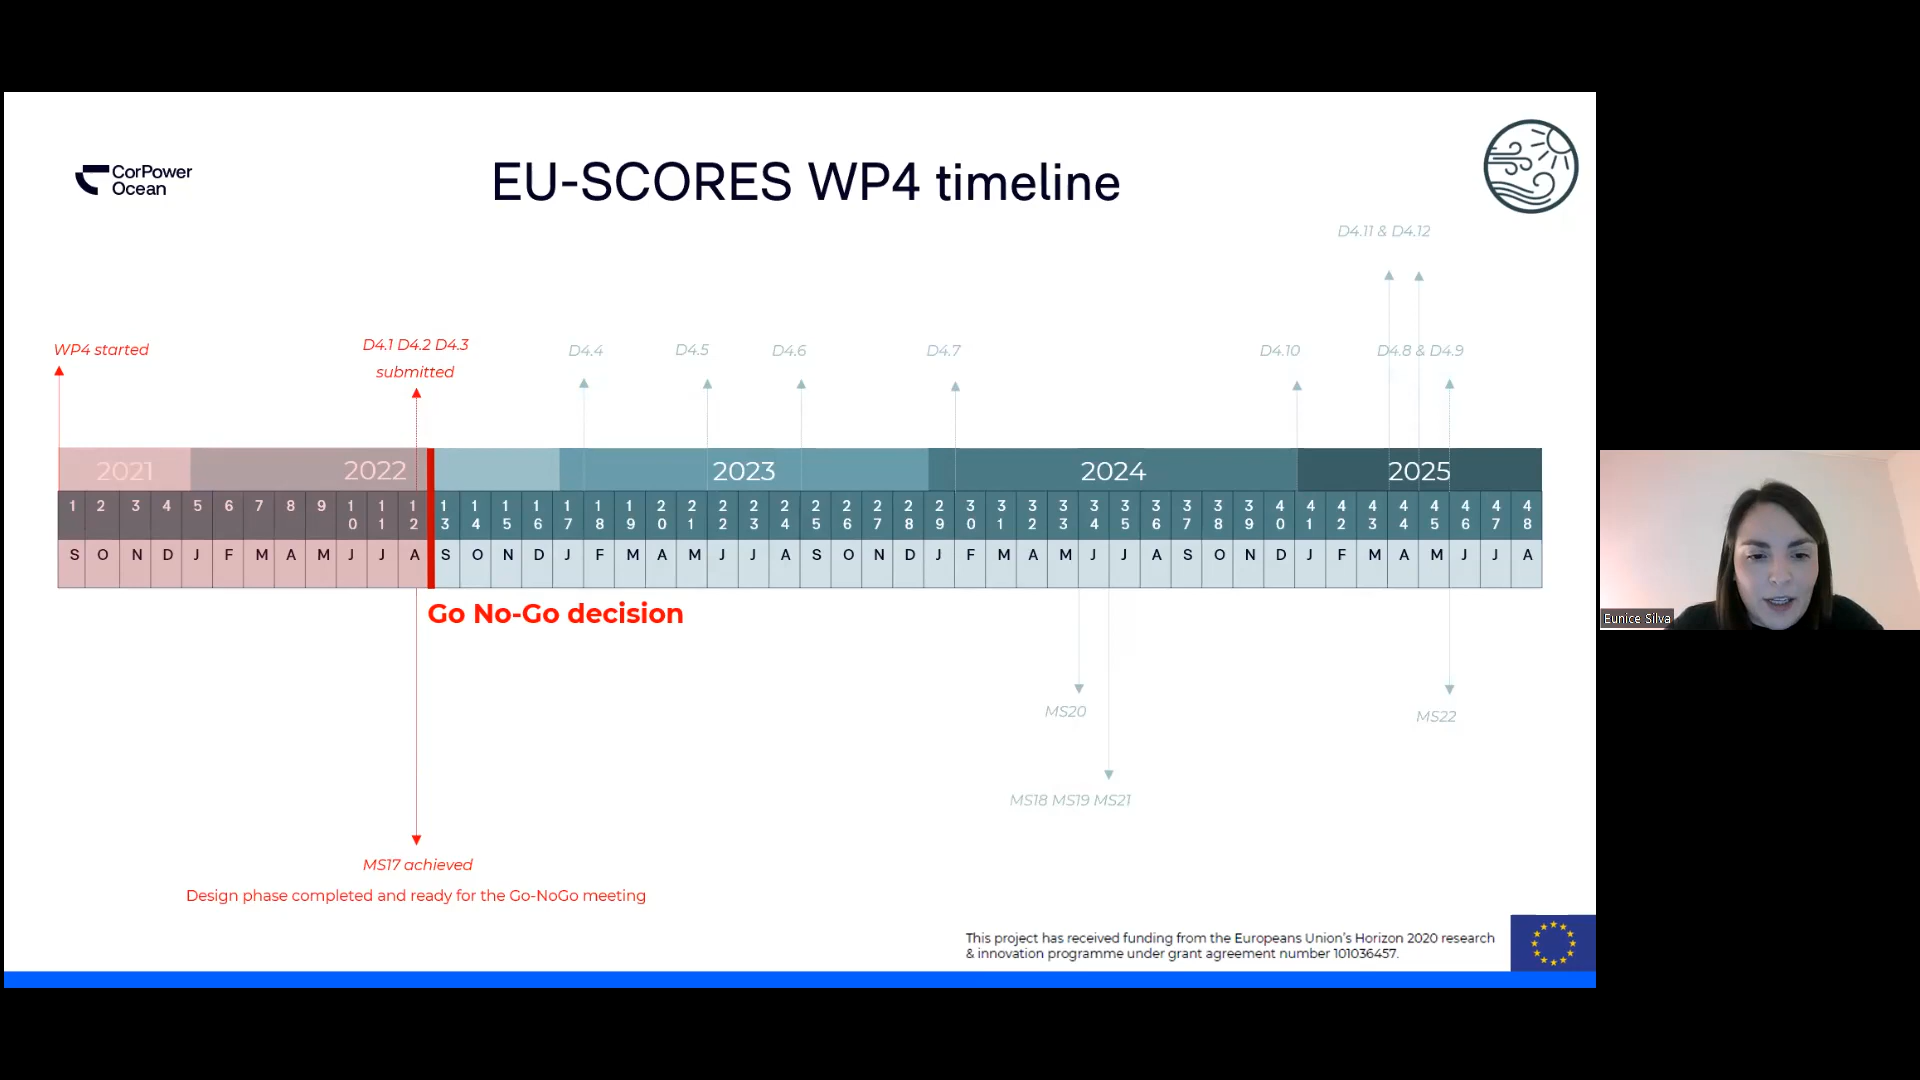 CorPower
Ocean
EU-SCORES WP4 timeline
D4.11 & D4.12
WP4 started
D4.1 D4.2 D4.3
submitted
D4.4
D4.5
D4.6
D4.7
D4.10
D4.8 & D4.9
2021
2022
2023
2024
2025
1 2 3 4 5 6 7 8 9 10 11 12 13 14 15 16 17 18 19 20 21 22 23 24 25 26 27 28 29 30 31 32 33 34 35 36 37 38 39 40 41 42 43 44 45 46 47 48
S O N D J F M A M J J A S O N D J F M A M J J A S O N D J F M A M J J A S O N D J F M A M J J A
Go No-Go decision
Eunice Silva
MS20
MS22
MS18 MS19 MS21
MS17 achieved
Design phase completed and ready for the Go-NoGo meeting
This project has received funding from the Europeans Union's Horizon 2020 research
& innovation programme under grant agreement number 101036457.